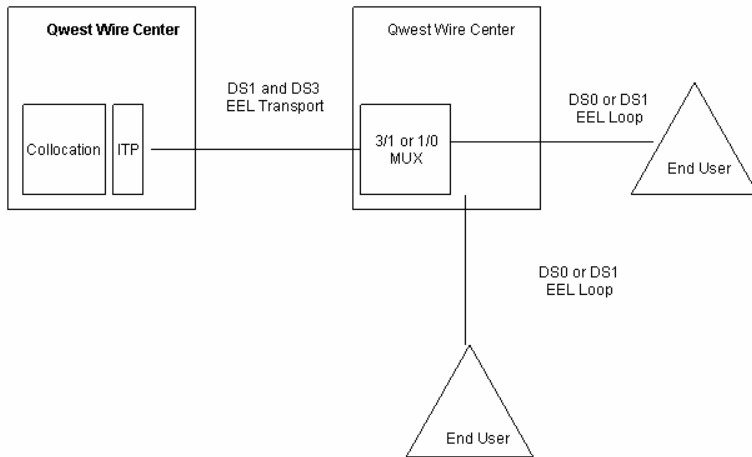 Qwest Wire Center
Qwest Wire Center
DS1 and DS3
EEL Transport
DS0 or DS1
EEL Loop
Collocation
ITP
3/1 or 1/0
MUX
End User
DS0 or DS1
EEL Loop
End User